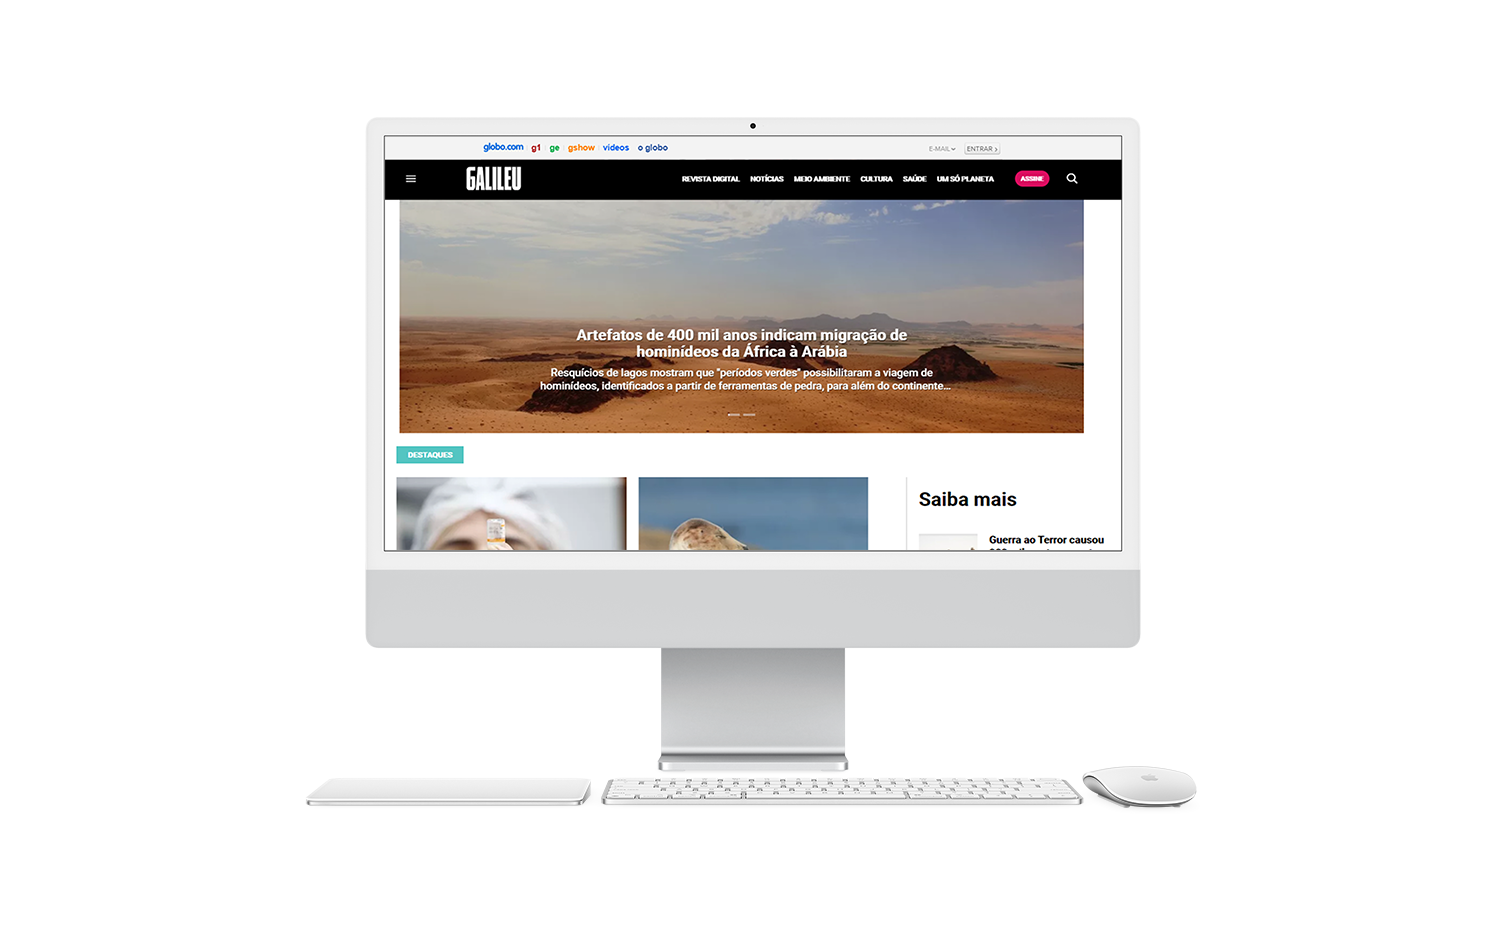 globo.com g1 ge gshow vídeos o globo
E-MAIL ENTRAR
GALILEU
REVISTA DIGITAL NOTÍCIAS MEIO AMBIENTE CULTURA SAÚDE UM SÓ PLANETA ASSINE
Artefatos de 400 mil anos indicam migração de
hominídeos da África à Arábia
Resquícios de lagos mostram que "períodos verdes" possibilitaram a viagem de
hominídeos, identificados a partir de ferramentas de pedra, para além do continente...
DESTAQUES
Saiba mais
Guerra ao Terror causou